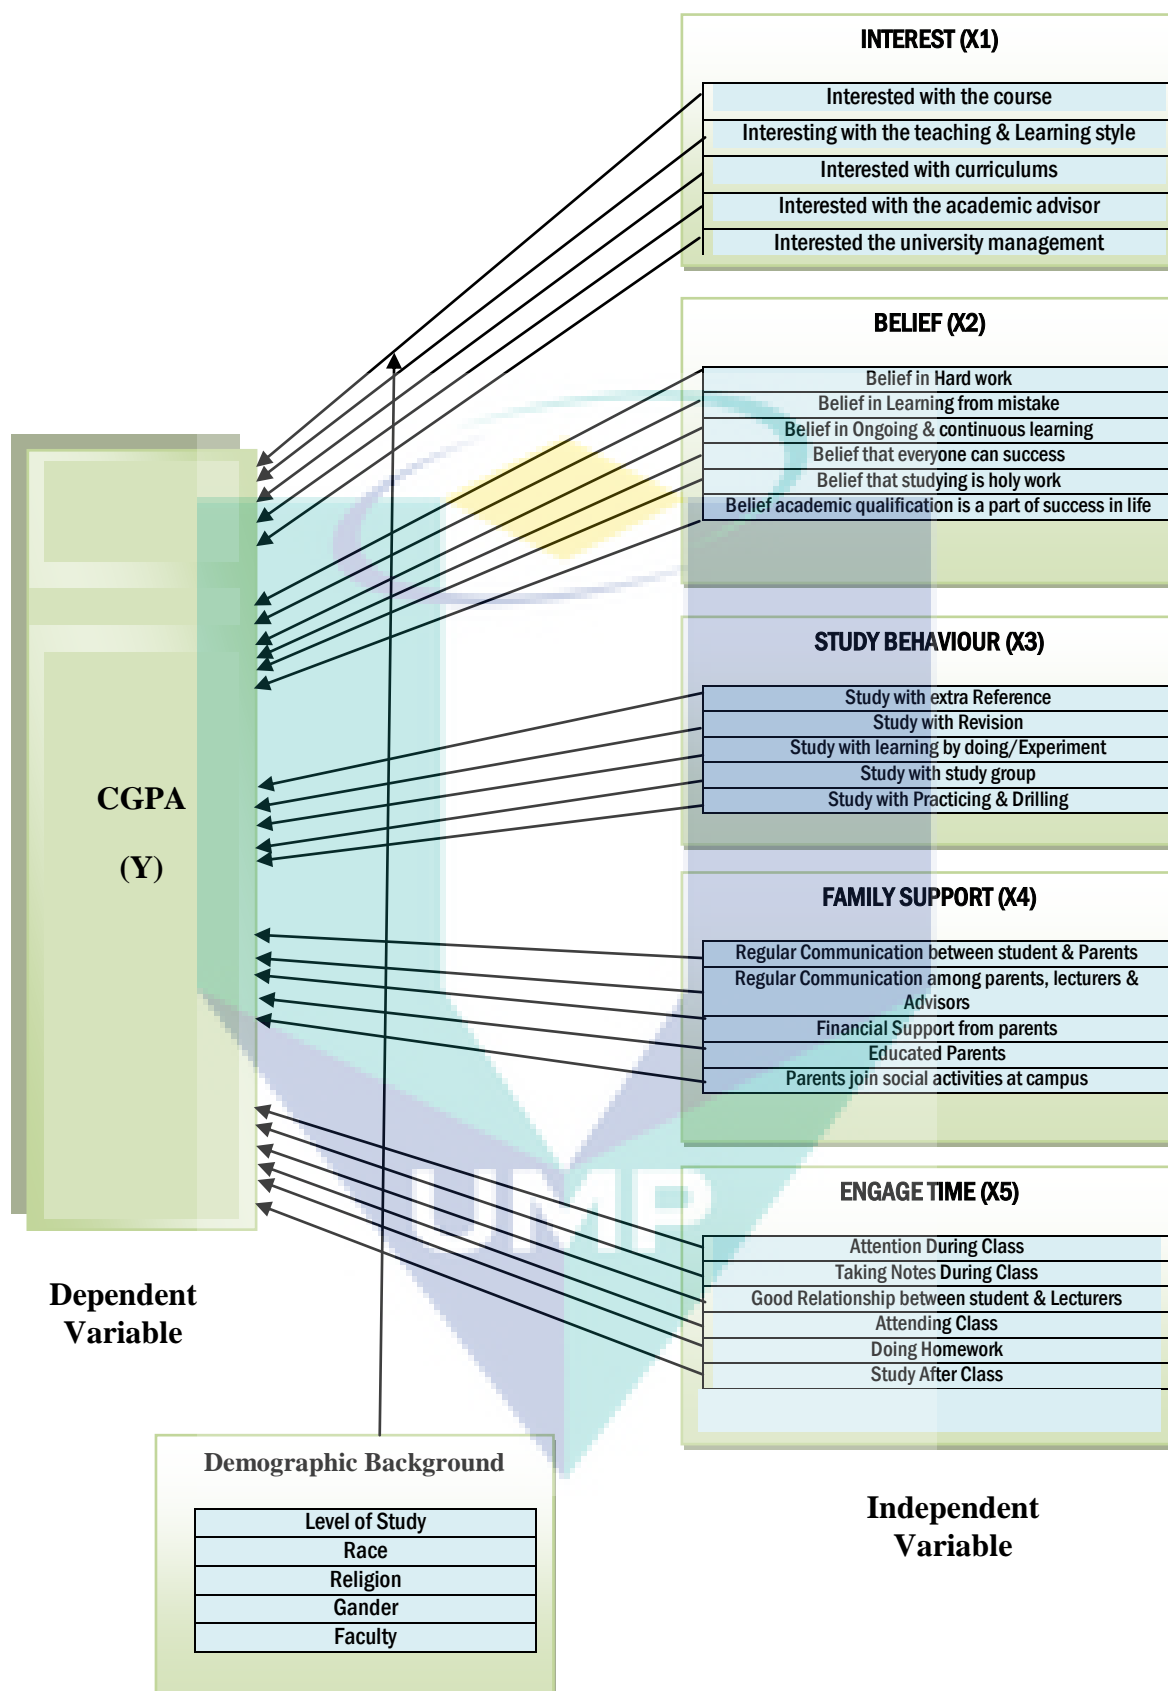 INTEREST (X1)
Interested with the course
Interesting with the teaching & Learning style
Interested with curriculums
Interested with the academic advisor
Interested the university management
BELIEF (X2)
Belief in Hard work
Belief in Learning from mistake
Belief in Ongoing & continuous learning
Belief that everyone can success
Belief that studying is holy work
Belief academic qualification is a part of success in life
STUDY BEHAVIOUR (X3)
Study with extra Reference
Study with Revision
Study with learning by doing/Experiment
Study with study group
Study with Practicing & Drilling
CGPA
(Y)
FAMILY SUPPORT (X4)
Regular Communication between student & Parents
Regular Communication among parents, lecturers &
Advisors
Financial Support from parents
Educated Parents
Parents join social activities at campus
UMP
ENGAGE TIME (X5)
Attention During Class
Taking Notes During Class
Good Relationship between student & Lecturers
Attending Class
Doing Homework
Study After Class
Dependent
Variable
Demographic Background
Level of Study
Race
Religion
Gander
Faculty
Independent
Variable